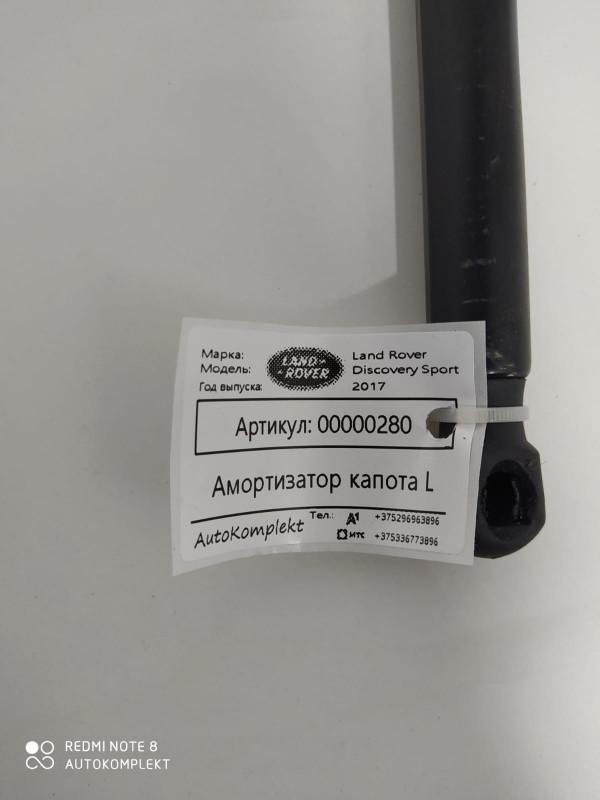 Марка: LAND ROVER Land Rover
Модель: Discovery Sport
Год выпуска: 2017
Артикул: 00000280
Амортизатор капота L
AutoKomplekt Тел.: A1 +375296963896
МТС +375336773896
REDMI NOTE 8
AUTOKOMPLEKT